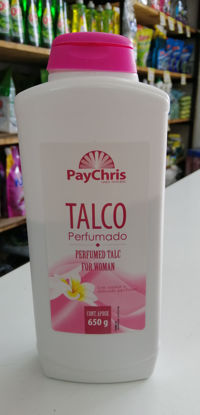 PayChris
TALCO
Perfumado
PERFUMED TALC
FOR WOMAN
CONT. APROX
650 g